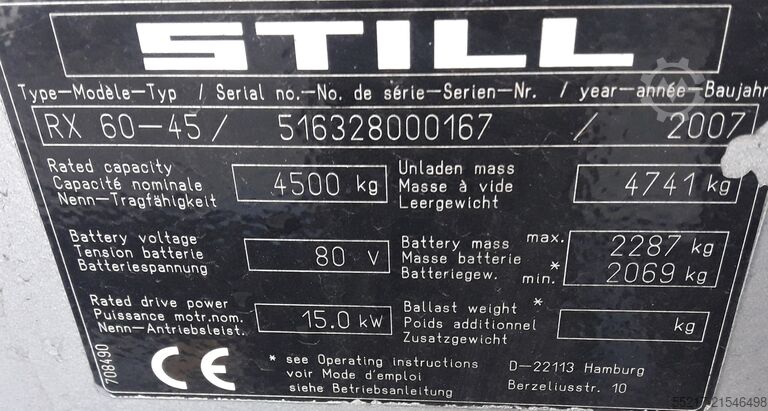 STILL
Type-Modèle-Typ / Serial no.-No. de série-Serien-Nr. / year-année-Baujahr
RX 60-45 / 516328000167 / 2007
Rated capacity
Capacité nominale
Nenn-Tragfähigkeit
4500 kg
Unladen mass
Masse à vide
Leergewicht
4741 kg
Battery voltage
Tension batterie
Batteriespannung
80 V
Battery mass max.
Masse batterie
Batteriegew. * min.
2287 kg
2069 kg
Rated drive power
Puissance motr.nom.
Nenn-Antriebsleist.
15.0 kW
Ballast weight *
Poids additionnel
Zusatzgewicht
kg
708490
CE
* see Operating instructions
voir Mode d'emploi
siehe Betriebsanleitung
D-22113 Hamburg
Berzeliusstr. 10